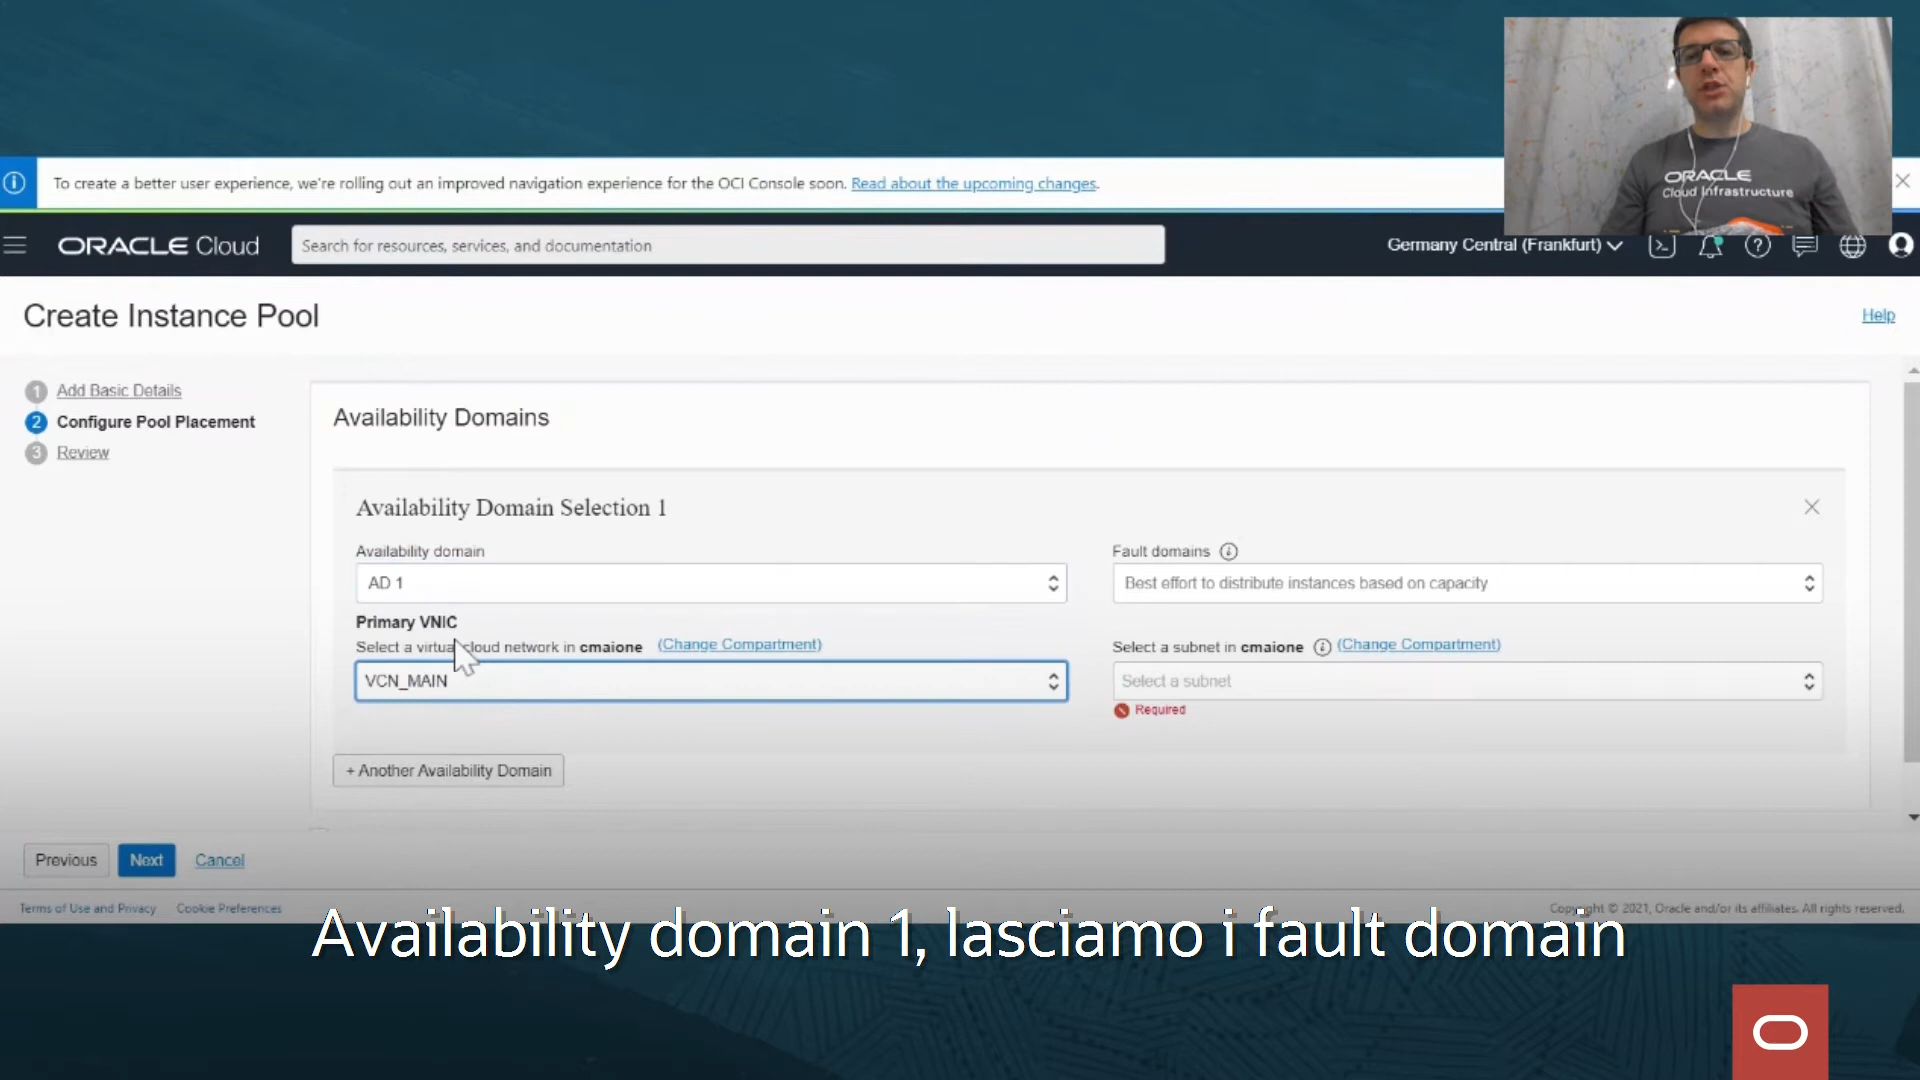 ORACLE
Cloud Infrastructure
To create a better user experience, we're rolling out an improved navigation experience for the OCI Console soon. Read about the upcoming changes.
ORACLE Cloud
Search for resources, services, and documentation
Germany Central (Frankfurt)
Create Instance Pool
Help
1 Add Basic Details
2 Configure Pool Placement
3 Review
Availability Domains
Availability Domain Selection 1
Availability domain
Fault domains
AD 1
Best effort to distribute instances based on capacity
Primary VNIC
Select a virtual cloud network in cmaione (Change Compartment)
Select a subnet in cmaione (Change Compartment)
VCN_MAIN
Select a subnet
Required
+ Another Availability Domain
Previous
Next
Cancel
Terms of Use and Privacy
Cookie Preferences
Copyright © 2021, Oracle and/or its affiliates. All rights reserved.
Availability domain 1, lasciamo i fault domain